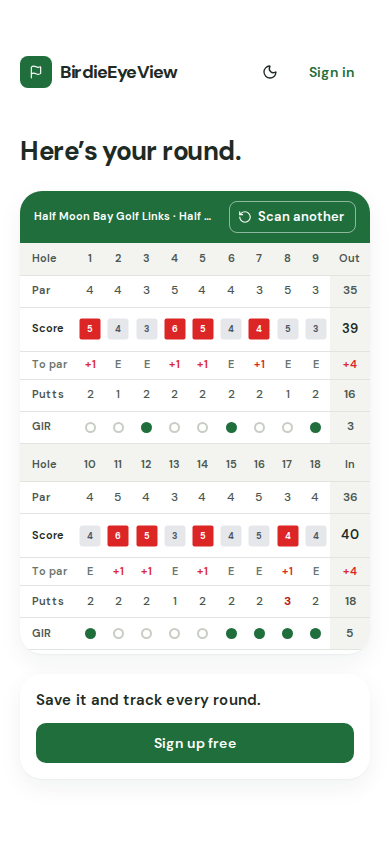 BirdieEyeView
Sign in
Here’s your round.
Half Moon Bay Golf Links · Half ...
Scan another
Hole 1 2 3 4 5 6 7 8 9 Out
Par 4 4 3 5 4 4 3 5 3 35
Score 5 4 3 6 5 4 4 5 3 39
To par +1 E E +1 +1 E +1 E E +4
Putts 2 1 2 2 2 2 2 1 2 16
GIR 3
Hole 10 11 12 13 14 15 16 17 18 In
Par 4 5 4 3 4 4 5 3 4 36
Score 4 6 5 3 5 4 5 4 4 40
To par E +1 +1 E +1 E E +1 E +4
Putts 2 2 2 1 2 2 2 3 2 18
GIR 5
Save it and track every round.
Sign up free